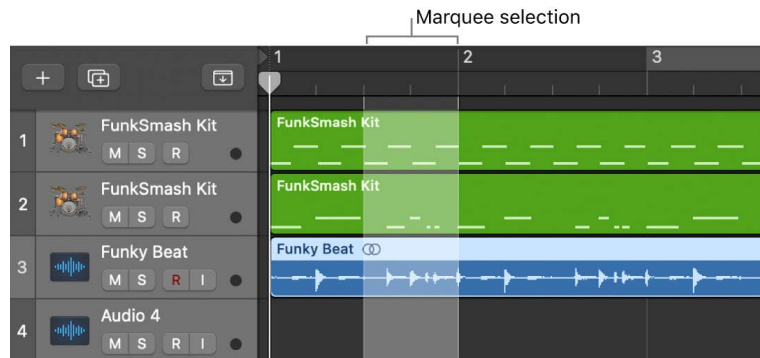 Marquee selection
1 2 3
1 FunkSmash Kit
M S R
FunkSmash Kit
2 FunkSmash Kit
M S R
FunkSmash Kit
3 Funky Beat
M S R I
Funky Beat
4 Audio 4
M S R I